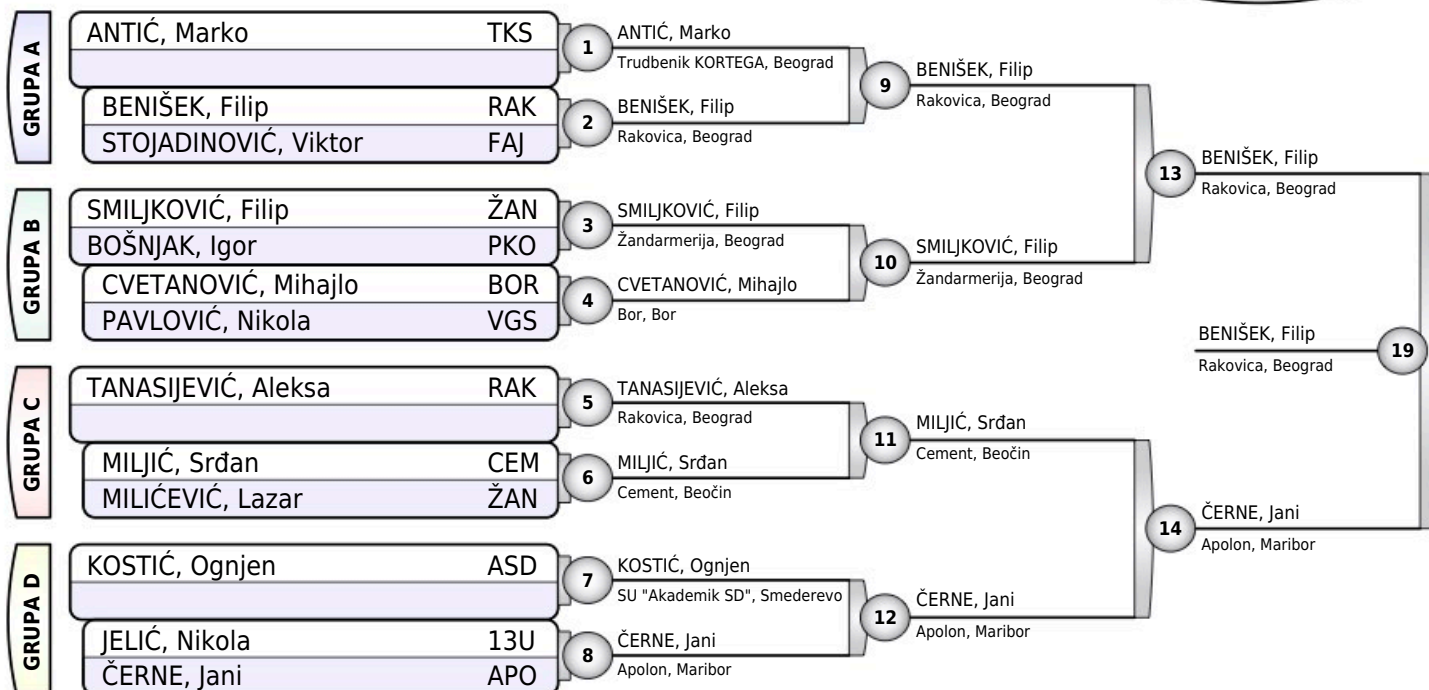 GRUPA A
ANTIĆ, Marko TKS
BENIŠEK, Filip RAK
STOJADINOVIĆ, Viktor FAJ
GRUPA B
SMILJKOVIĆ, Filip ŽAN
BOŠNJAK, Igor PKO
CVETANOVIĆ, Mihajlo BOR
PAVLOVIĆ, Nikola VGS
GRUPA C
TANASIJEVIĆ, Aleksa RAK
MILJIĆ, Srđan CEM
MILIĆEVIĆ, Lazar ŽAN
GRUPA D
KOSTIĆ, Ognjen ASD
JELIĆ, Nikola 13U
ČERNE, Jani APO
1 ANTIĆ, Marko
Trudbenik KORTEGA, Beograd
2 BENIŠEK, Filip
Rakovica, Beograd
3 SMILJKOVIĆ, Filip
Žandarmerija, Beograd
4 CVETANOVIĆ, Mihajlo
Bor, Bor
5 TANASIJEVIĆ, Aleksa
Rakovica, Beograd
6 MILJIĆ, Srđan
Cement, Beočin
7 KOSTIĆ, Ognjen
SU "Akademik SD", Smederevo
8 ČERNE, Jani
Apolon, Maribor
9 BENIŠEK, Filip
Rakovica, Beograd
10 SMILJKOVIĆ, Filip
Žandarmerija, Beograd
11 MILJIĆ, Srđan
Cement, Beočin
12 ČERNE, Jani
Apolon, Maribor
13 BENIŠEK, Filip
Rakovica, Beograd
14 ČERNE, Jani
Apolon, Maribor
BENIŠEK, Filip 19
Rakovica, Beograd